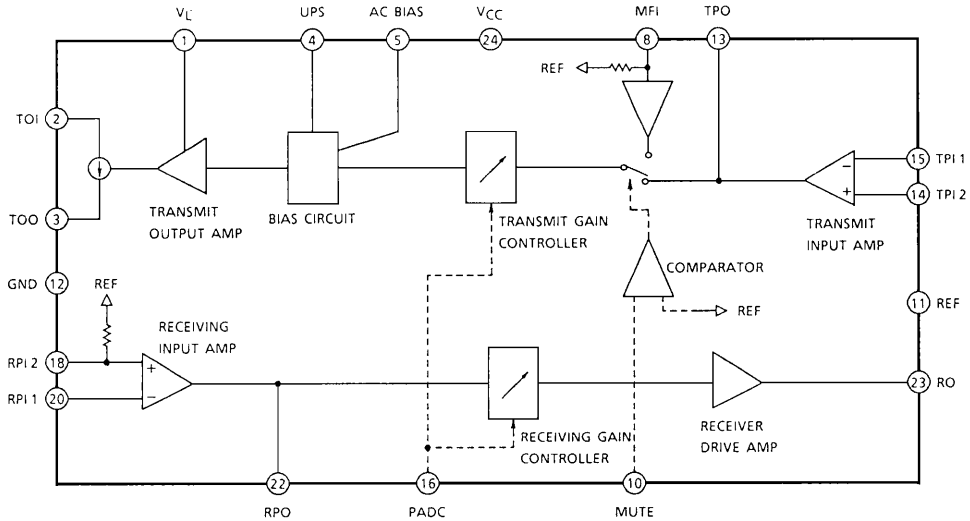 VL UPS AC BIAS VCC MFI TPO
1 4 5 24 8 13
REF
TOI 2
15 TPI 1
- 
+
14 TPI 2
TOO 3
TRANSMIT
OUTPUT AMP
BIAS CIRCUIT
TRANSMIT GAIN
CONTROLLER
TRANSMIT
INPUT AMP
COMPARATOR
GND 12
REF
REF
11 REF
RECEIVING
INPUT AMP
RPI 2 18
+
-
RPI 1 20
23 RO
RECEIVING GAIN
CONTROLLER
RECEIVER
DRIVE AMP
22 16 10
RPO PADC MUTE